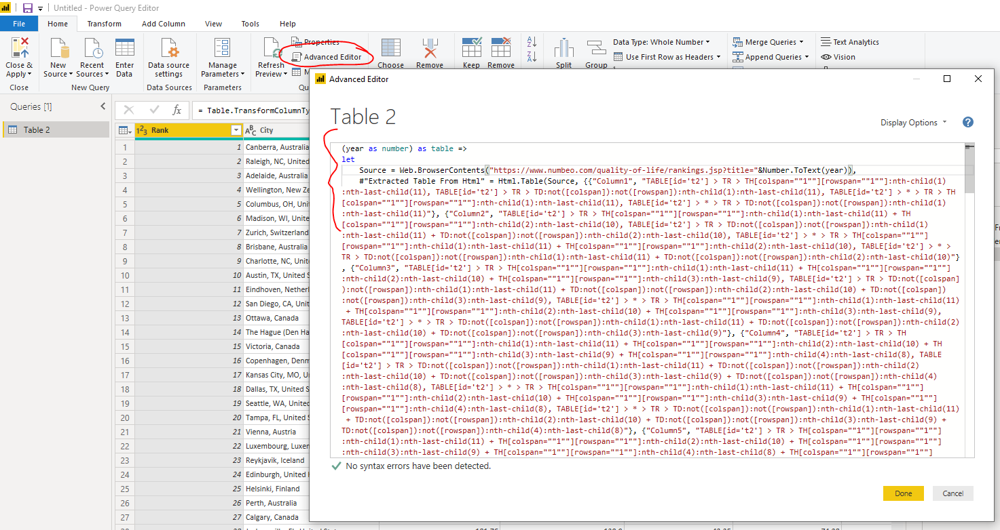 Untitled - Power Query Editor
File Home Transform Add Column View Tools Help
Close & Apply
New Source
Recent Sources
Enter Data
Data source settings
Manage Parameters
Refresh Preview
Properties
Advanced Editor
Choose
Remove
Keep
Remove
Split
Group
Data Type: Whole Number
Use First Row as Headers
Merge Queries
Append Queries
Text Analytics
Vision
Close
New Query
Data Sources
Parameters
Queries [1]
Table 2
fx
= Table.TransformColumnTy
1 2 3 Rank
A B C City
1 Canberra, Australia
2 Raleigh, NC, United
3 Adelaide, Australia
4 Wellington, New Ze
5 Columbus, OH, Unit
6 Madison, WI, United
7 Zurich, Switzerland
8 Brisbane, Australia
9 Charlotte, NC, Unite
10 Austin, TX, United S
11 Eindhoven, Netherl
12 San Diego, CA, Unit
13 Ottawa, Canada
14 The Hague (Den Ha
15 Victoria, Canada
16 Copenhagen, Denm
17 Kansas City, MO, Un
18 Dallas, TX, United S
19 Seattle, WA, United
20 Tampa, FL, United S
21 Vienna, Austria
22 Luxembourg, Luxem
23 Reykjavik, Iceland
24 Edinburgh, United K
25 Helsinki, Finland
26 Perth, Australia
27 Calgary, Canada
Advanced Editor
Table 2
Display Options
(year as number) as table =>
let
Source = Web.BrowserContents("https://www.numbeo.com/quality-of-life/rankings.jsp?title="&Number.ToText(year)),
#"Extracted Table From Html" = Html.Table(Source, {{"Column1", "TABLE[id='t2'] > TR > TH[colspan=""1""][rowspan=""1""]:nth-child(1)
:nth-last-child(11), TABLE[id='t2'] > TR > TD:not([colspan]):not([rowspan]):nth-child(1):nth-last-child(11), TABLE[id='t2'] > * > TR > TH
[colspan=""1""][rowspan=""1""]:nth-child(1):nth-last-child(11), TABLE[id='t2'] > * > TR > TD:not([colspan]):not([rowspan]):nth-child(1)
:nth-last-child(11)"}, {"Column2", "TABLE[id='t2'] > TR > TH[colspan=""1""][rowspan=""1""]:nth-child(1):nth-last-child(11) + TH
[colspan=""1""][rowspan=""1""]:nth-child(2):nth-last-child(10), TABLE[id='t2'] > TR > TD:not([colspan]):not([rowspan]):nth-child(1)
:nth-last-child(11) + TD:not([colspan]):not([rowspan]):nth-child(2):nth-last-child(10), TABLE[id='t2'] > * > TR > TH[colspan=""1""]
[rowspan=""1""]:nth-child(1):nth-last-child(11) + TH[colspan=""1""][rowspan=""1""]:nth-child(2):nth-last-child(10), TABLE[id='t2'] > * >
TR > TD:not([colspan]):not([rowspan]):nth-child(1):nth-last-child(11) + TD:not([colspan]):not([rowspan]):nth-child(2):nth-last-child(10)"}
, {"Column3", "TABLE[id='t2'] > TR > TH[colspan=""1""][rowspan=""1""]:nth-child(1):nth-last-child(11) + TH[colspan=""1""][rowspan=""1""]
:nth-child(2):nth-last-child(10) + TH[colspan=""1""][rowspan=""1""]:nth-child(3):nth-last-child(9), TABLE[id='t2'] > TR > TD:not([colspan]
):not([rowspan]):nth-child(1):nth-last-child(11) + TD:not([colspan]):not([rowspan]):nth-child(2):nth-last-child(10) + TD:not([colspan])
:not([rowspan]):nth-child(3):nth-last-child(9), TABLE[id='t2'] > * > TR > TH[colspan=""1""][rowspan=""1""]:nth-child(1):nth-last-child(11)
+ TH[colspan=""1""][rowspan=""1""]:nth-child(2):nth-last-child(10) + TH[colspan=""1""][rowspan=""1""]:nth-child(3):nth-last-child(9),
TABLE[id='t2'] > * > TR > TD:not([colspan]):not([rowspan]):nth-child(1):nth-last-child(11) + TD:not([colspan]):not([rowspan]):nth-child(2)
:nth-last-child(10) + TD:not([colspan]):not([rowspan]):nth-child(3):nth-last-child(9)"}, {"Column4", "TABLE[id='t2'] > TR > TH
[colspan=""1""][rowspan=""1""]:nth-child(1):nth-last-child(11) + TH[colspan=""1""][rowspan=""1""]:nth-child(2):nth-last-child(10) + TH
[colspan=""1""][rowspan=""1""]:nth-child(3):nth-last-child(9) + TH[colspan=""1""][rowspan=""1""]:nth-child(4):nth-last-child(8), TABLE
[id='t2'] > TR > TD:not([colspan]):not([rowspan]):nth-child(1):nth-last-child(11) + TD:not([colspan]):not([rowspan]):nth-child(2)
:nth-last-child(10) + TD:not([colspan]):not([rowspan]):nth-child(3):nth-last-child(9) + TD:not([colspan]):not([rowspan]):nth-child(4)
:nth-last-child(8), TABLE[id='t2'] > * > TR > TH[colspan=""1""][rowspan=""1""]:nth-child(1):nth-last-child(11) + TH[colspan=""1""]
[rowspan=""1""]:nth-child(2):nth-last-child(10) + TH[colspan=""1""][rowspan=""1""]:nth-child(3):nth-last-child(9) + TH[colspan=""1""]
[rowspan=""1""]:nth-child(4):nth-last-child(8), TABLE[id='t2'] > * > TR > TD:not([colspan]):not([rowspan]):nth-child(1):nth-last-child(11)
+ TD:not([colspan]):not([rowspan]):nth-child(2):nth-last-child(10) + TD:not([colspan]):not([rowspan]):nth-child(3):nth-last-child(9) +
TD:not([colspan]):not([rowspan]):nth-child(4):nth-last-child(8)"}, {"Column5", "TABLE[id='t2'] > TR > TH[colspan=""1""][rowspan=""1""]
:nth-child(1):nth-last-child(11) + TH[colspan=""1""][rowspan=""1""]:nth-child(2):nth-last-child(10) + TH[colspan=""1""][rowspan=""1""]
:nth-child(3):nth-last-child(9) + TH[colspan=""1""][rowspan=""1""]:nth-child(4):nth-last-child(8) + TH[colspan=""1""][rowspan=""1""]
No syntax errors have been detected.
Done
Cancel